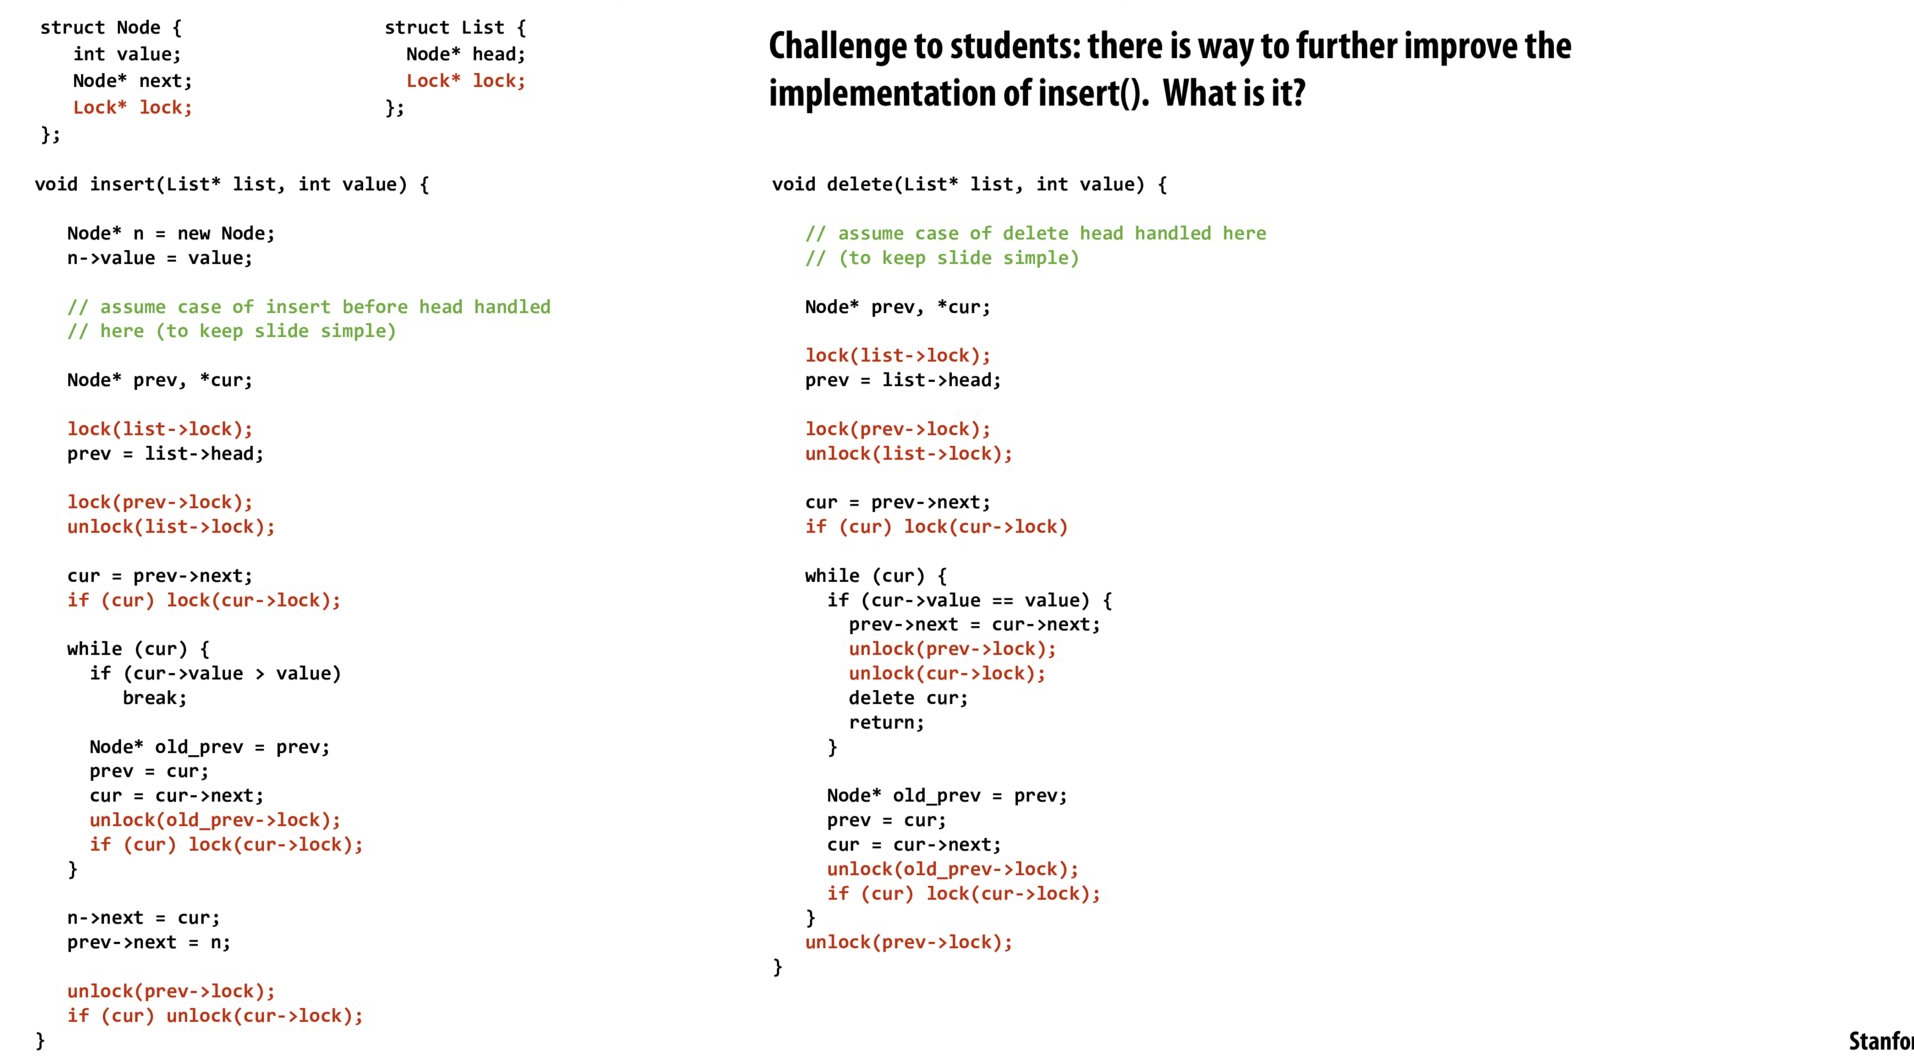 struct Node {
int value;
Node* next;
Lock* lock;
};
struct List {
Node* head;
Lock* lock;
};
Challenge to students: there is way to further improve the
implementation of insert(). What is it?
void insert(List* list, int value) {
Node* n = new Node;
n->value = value;
// assume case of insert before head handled
// here (to keep slide simple)
Node* prev, *cur;
lock(list->lock);
prev = list->head;
lock(prev->lock);
unlock(list->lock);
cur = prev->next;
if (cur) lock(cur->lock);
while (cur) {
if (cur->value > value)
break;
Node* old_prev = prev;
prev = cur;
cur = cur->next;
unlock(old_prev->lock);
if (cur) lock(cur->lock);
}
n->next = cur;
prev->next = n;
unlock(prev->lock);
if (cur) unlock(cur->lock);
}
void delete(List* list, int value) {
// assume case of delete head handled here
// (to keep slide simple)
Node* prev, *cur;
lock(list->lock);
prev = list->head;
lock(prev->lock);
unlock(list->lock);
cur = prev->next;
if (cur) lock(cur->lock)
while (cur) {
if (cur->value == value) {
prev->next = cur->next;
unlock(prev->lock);
unlock(cur->lock);
delete cur;
return;
}
Node* old_prev = prev;
prev = cur;
cur = cur->next;
unlock(old_prev->lock);
if (cur) lock(cur->lock);
}
unlock(prev->lock);
}